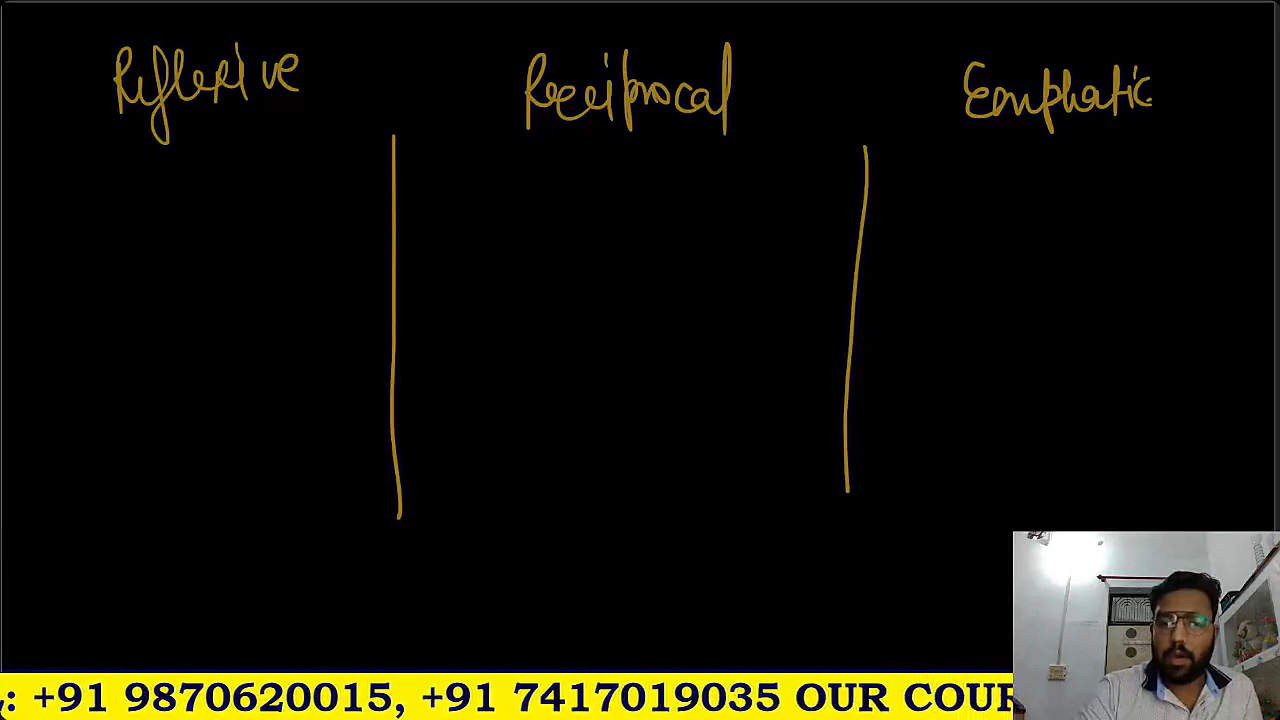 Reflexive Reciprocal Emphatic
: +91 9870620015, +91 7417019035 OUR COUR